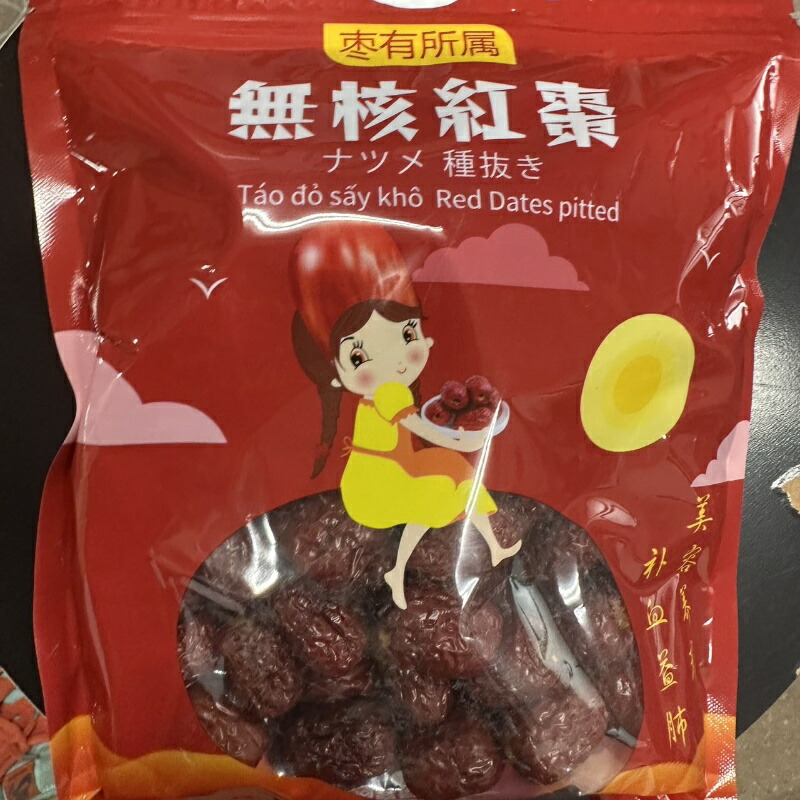 枣有所属
無核紅棗
ナツメ 種抜き
Táo đỏ sấy khô Red Dates pitted
美容养
补血益肺